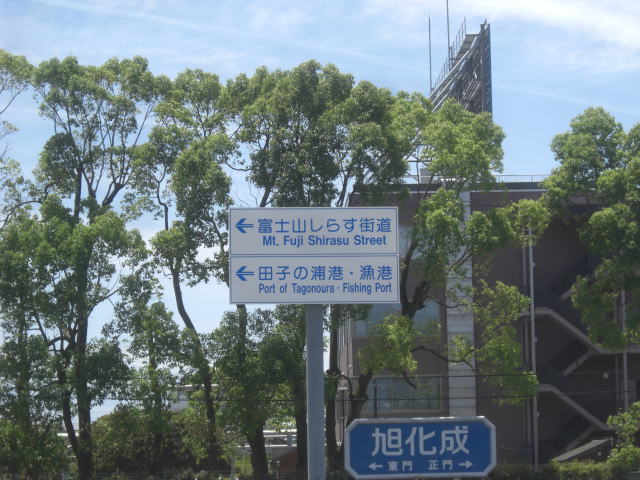 ←富士山しらす街道
Mt. Fuji Shirasu Street
←田子の浦港・漁港
Port of Tagonoura・Fishing Port
旭化成
←東門 正門→